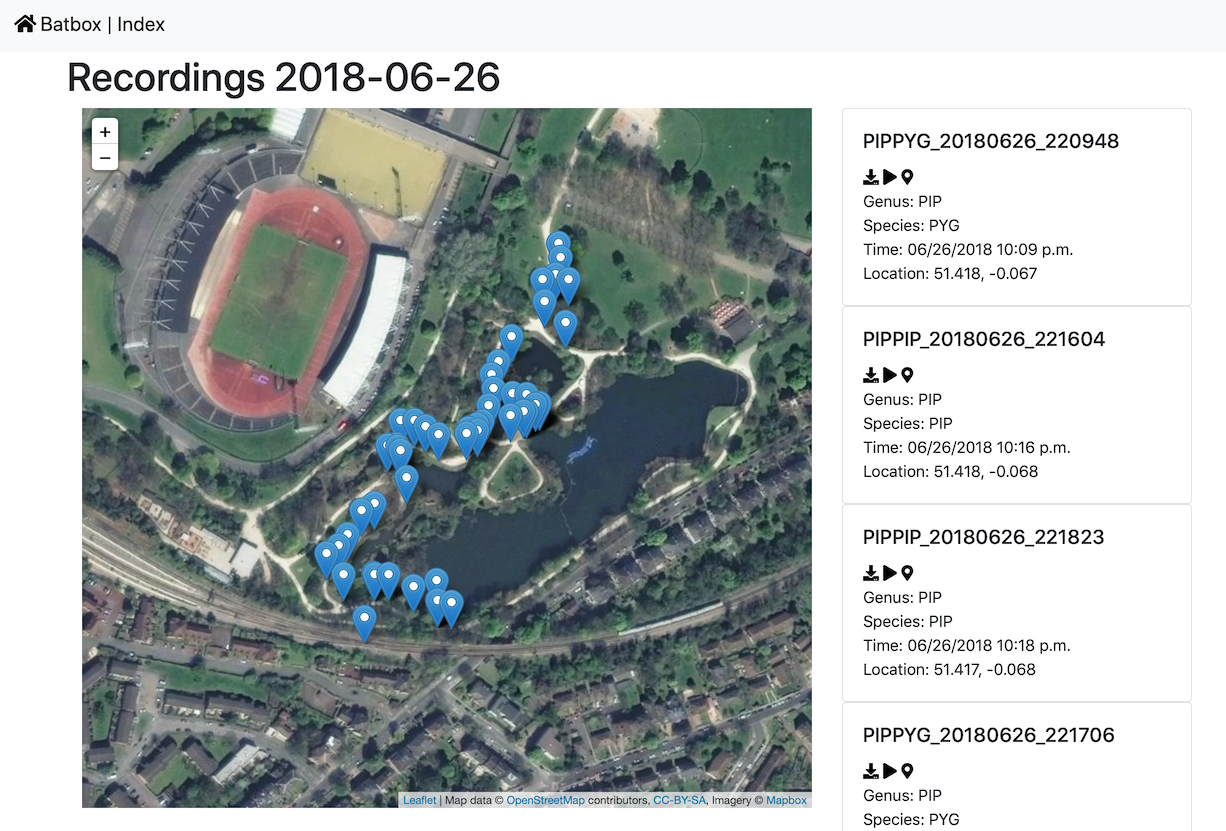 Batbox | Index
Recordings 2018-06-26
+
−
Leaflet | Map data © OpenStreetMap contributors, CC-BY-SA, Imagery © Mapbox
PIPPYG_20180626_220948
Genus: PIP
Species: PYG
Time: 06/26/2018 10:09 p.m.
Location: 51.418, -0.067
PIPPIP_20180626_221604
Genus: PIP
Species: PIP
Time: 06/26/2018 10:16 p.m.
Location: 51.418, -0.068
PIPPIP_20180626_221823
Genus: PIP
Species: PIP
Time: 06/26/2018 10:18 p.m.
Location: 51.417, -0.068
PIPPYG_20180626_221706
Genus: PIP
Species: PYG